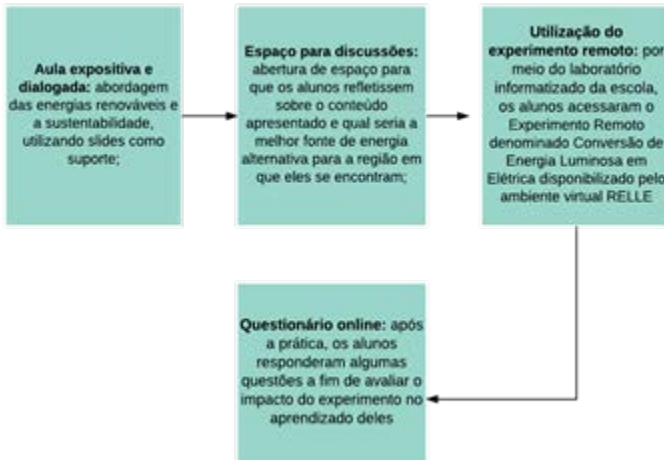 Aula expositiva e
dialogada: abordagem
das energias renováveis e
a sustentabilidade,
utilizando slides como
suporte;
Espaço para discussões:
abertura de espaço para
que os alunos refletissem
sobre o conteúdo
apresentado e qual seria a
melhor fonte de energia
alternativa para a região em
que eles se encontram;
Utilização do
experimento remoto: por
meio do laboratório
informatizado da escola,
os alunos acessaram o
Experimento Remoto
denominado Conversão de
Energia Luminosa em
Elétrica disponibilizado pelo
ambiente virtual RELLE
Questionário online: após
a prática, os alunos
responderam algumas
questões a fim de avaliar o
impacto do experimento no
aprendizado deles